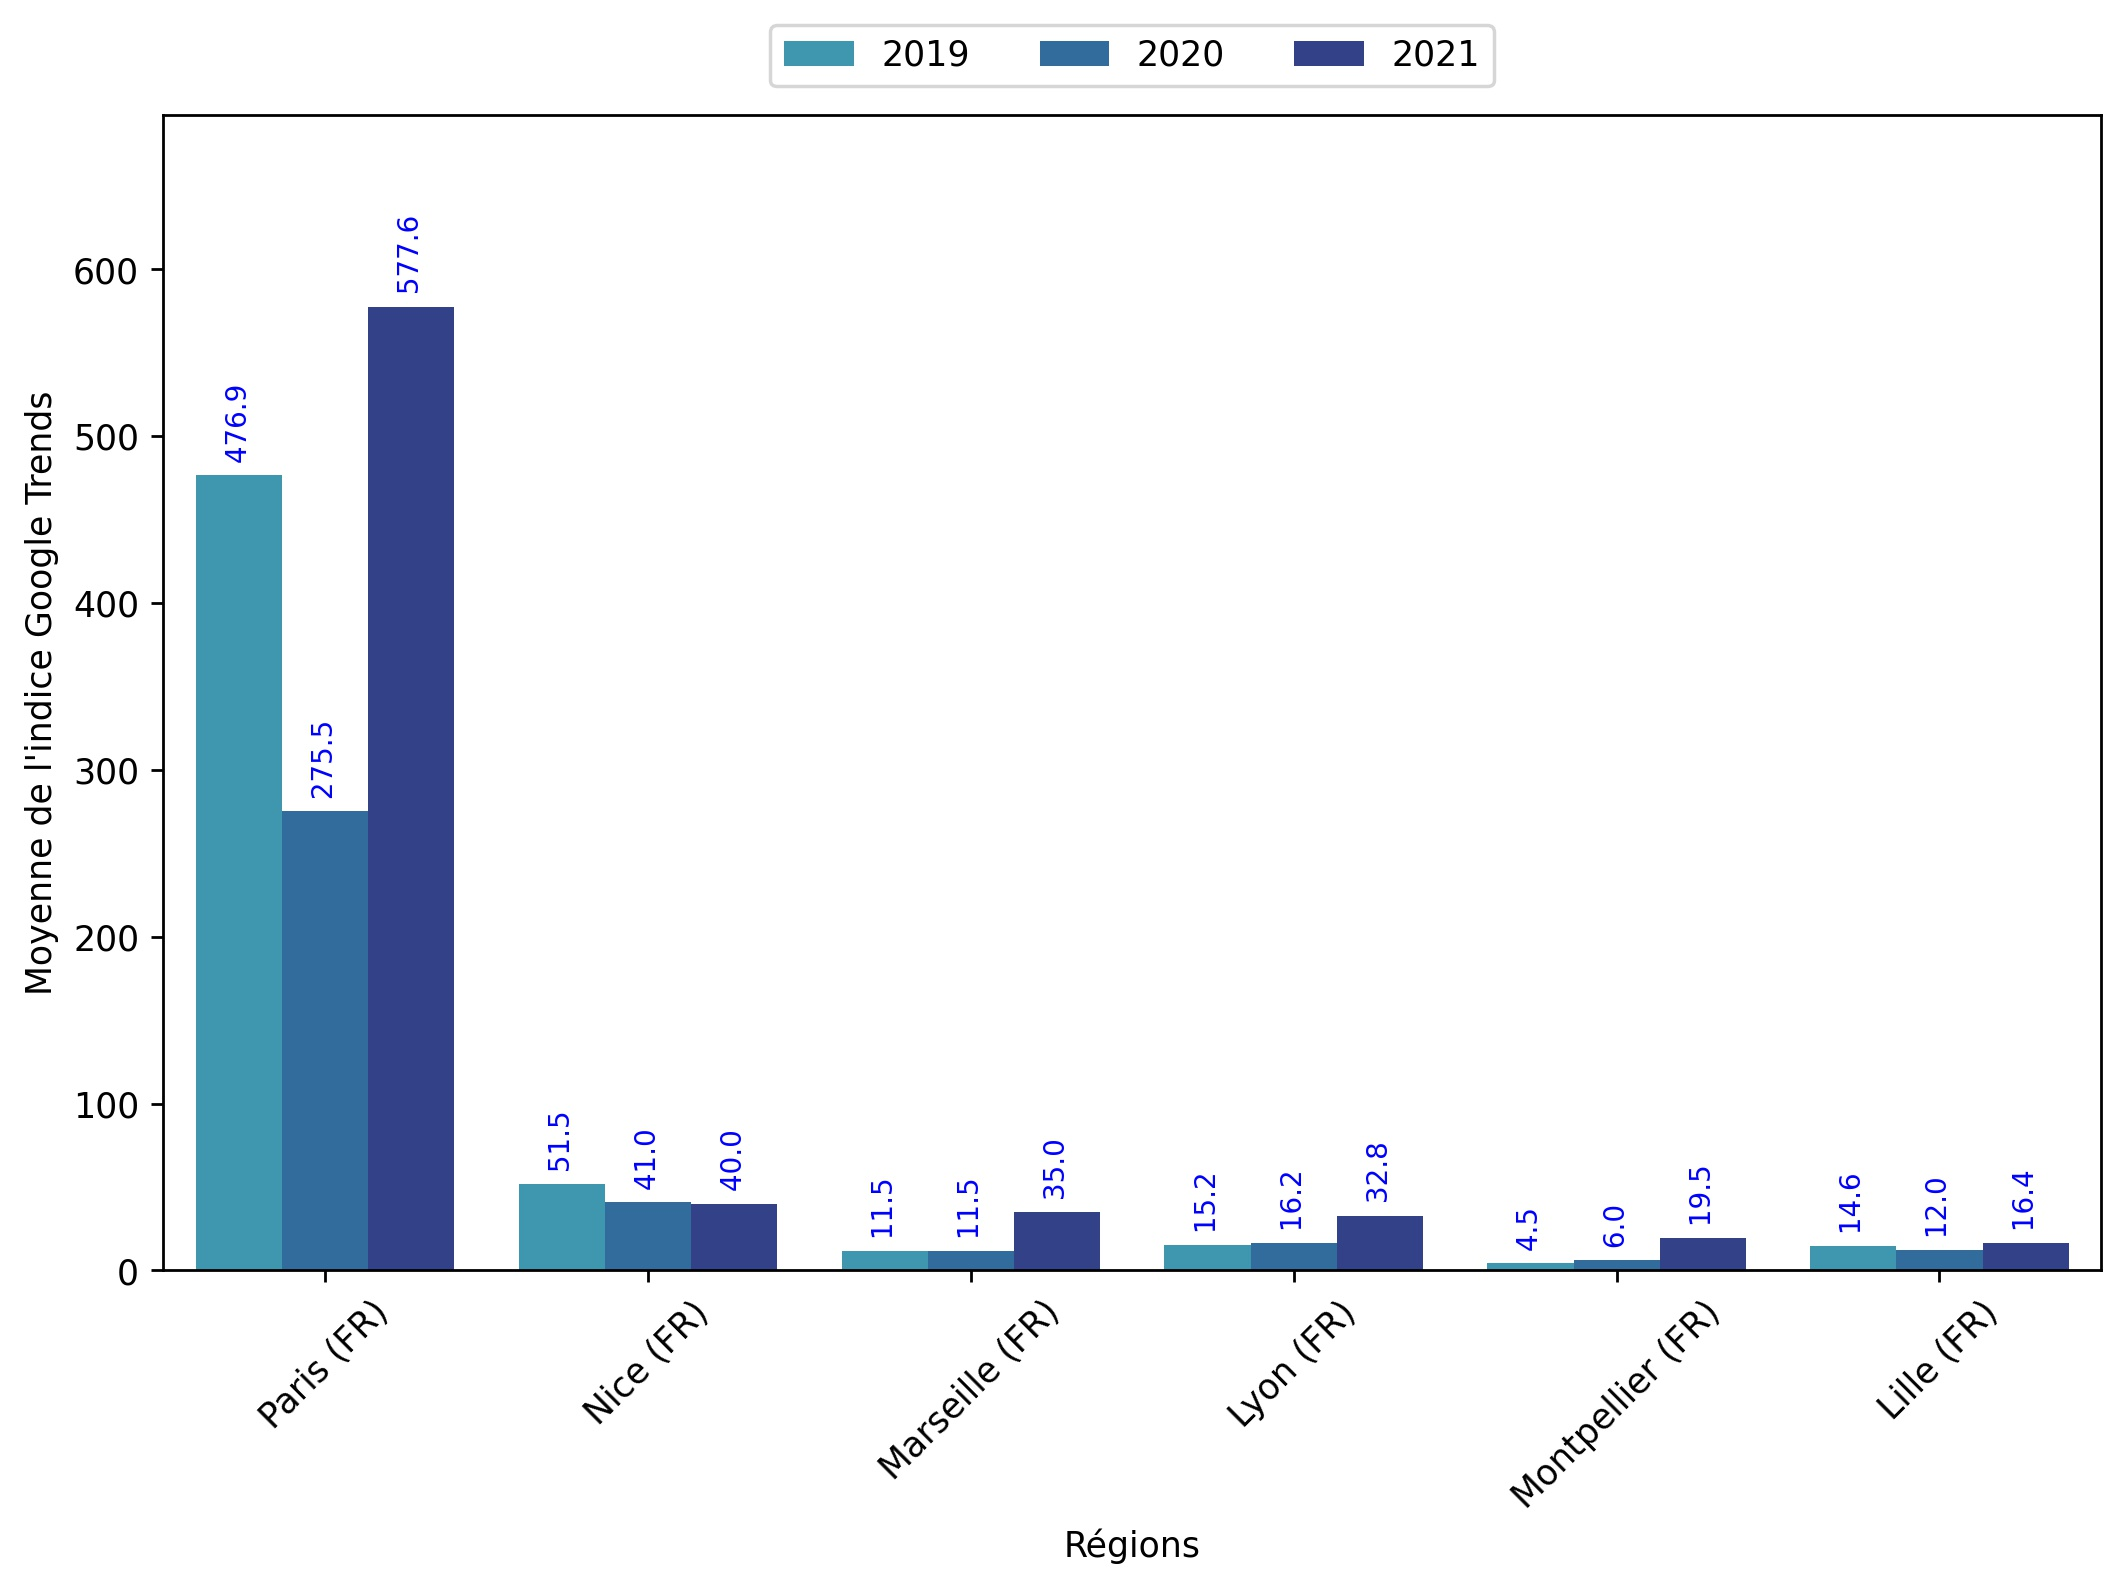 2019 2020 2021
Moyenne de l'indice Google Trends
600
500
400
300
200
100
0
476.9
275.5
577.6
51.5
41.0
40.0
11.5
11.5
35.0
15.2
16.2
32.8
4.5
6.0
19.5
14.6
12.0
16.4
Paris (FR)
Nice (FR)
Marseille (FR)
Lyon (FR)
Montpellier (FR)
Lille (FR)
Régions